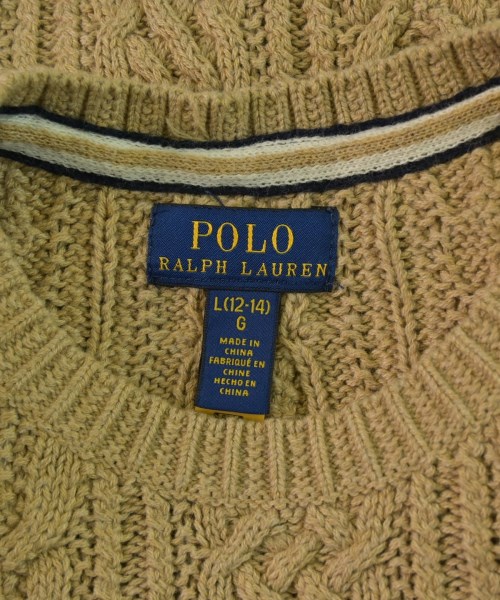 POLO
RALPH LAUREN
L(12-14)
G
MADE IN
CHINA
FABRIQUÉ EN
CHINE
HECHO EN
CHINA